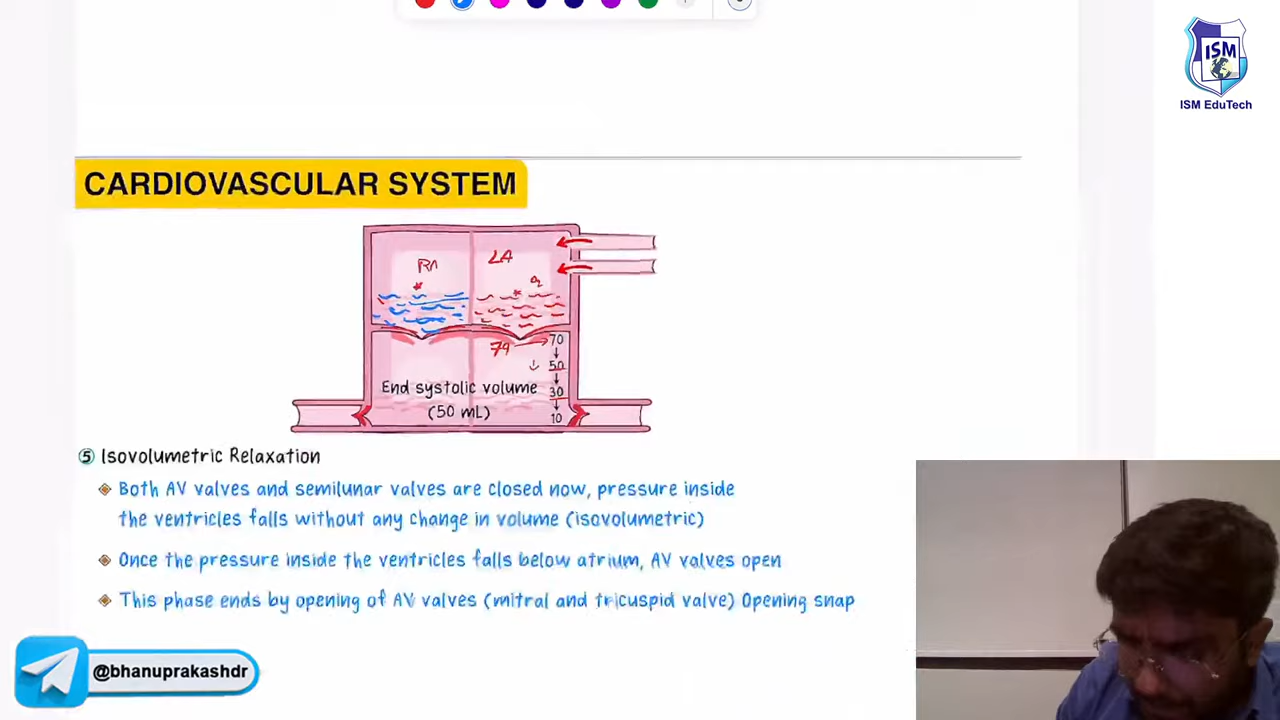 ISM
ISM EduTech
CARDIOVASCULAR SYSTEM
RA
LA
O₂
79
70
50
30
10
End systolic volume
(50 mL)
⑤ Isovolumetric Relaxation
Both AV valves and semilunar valves are closed now, pressure inside
the ventricles falls without any change in volume (isovolumetric)
Once the pressure inside the ventricles falls below atrium, AV valves open
This phase ends by opening of AV valves (mitral and tricuspid valve) Opening snap
@bhanuprakashdr